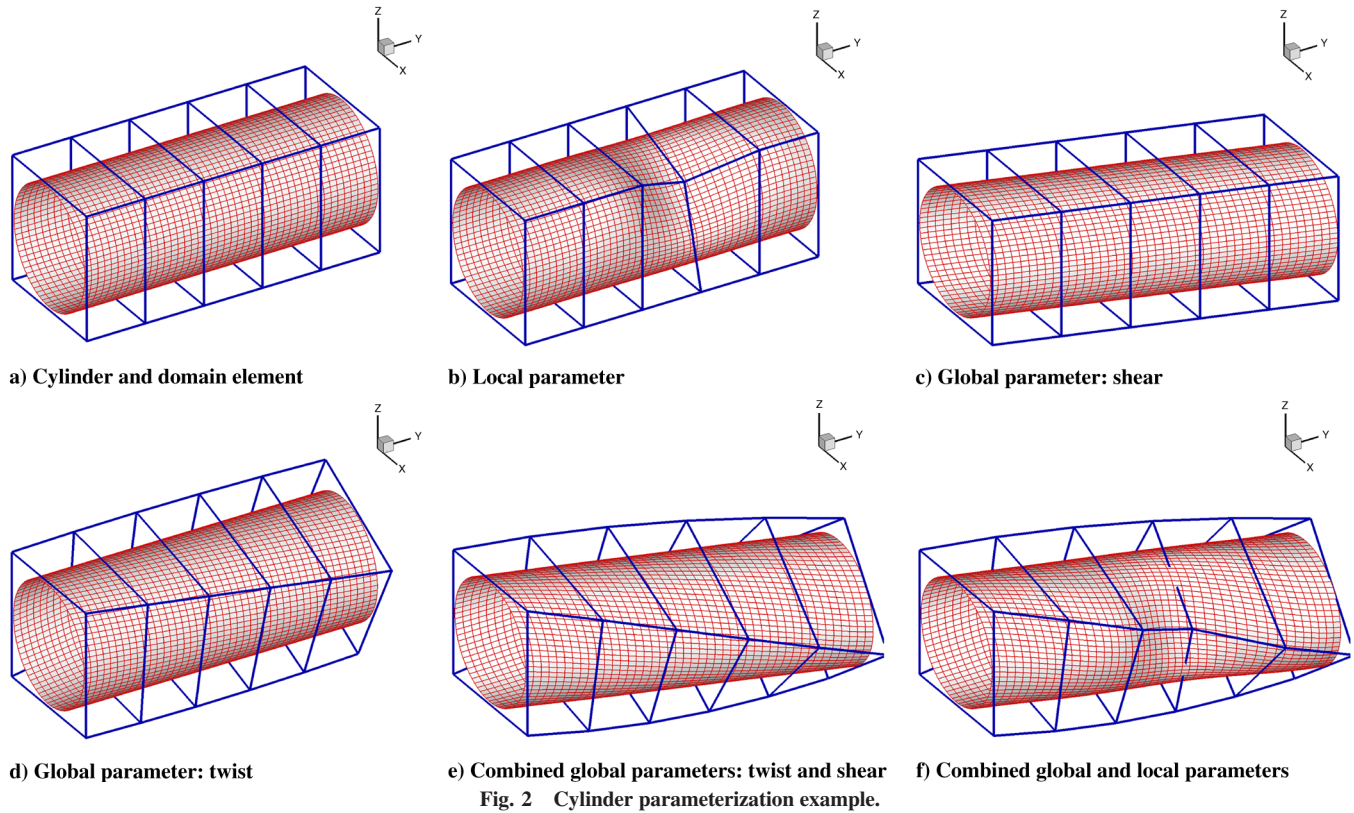 Z
Y
X
Z
Y
X
Z
Y
X
a) Cylinder and domain element
b) Local parameter
c) Global parameter: shear
Z
Y
X
Z
Y
X
Z
Y
X
d) Global parameter: twist
e) Combined global parameters: twist and shear
f) Combined global and local parameters
Fig. 2 Cylinder parameterization example.